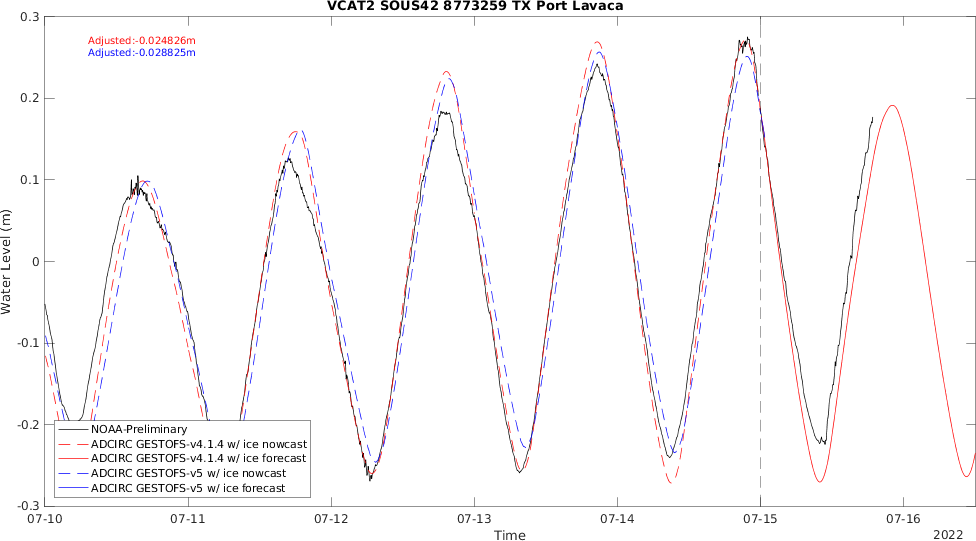 VCAT2 SOUS42 8773259 TX Port Lavaca
Adjusted:-0.024826m
Adjusted:-0.028825m
Water Level (m)
0.3
0.2
0.1
0
-0.1
-0.2
-0.3
NOAA-Preliminary
ADCIRC GESTOFS-v4.1.4 w/ ice nowcast
ADCIRC GESTOFS-v4.1.4 w/ ice forecast
ADCIRC GESTOFS-v5 w/ ice nowcast
ADCIRC GESTOFS-v5 w/ ice forecast
07-10 07-11 07-12 07-13 07-14 07-15 07-16
Time
2022